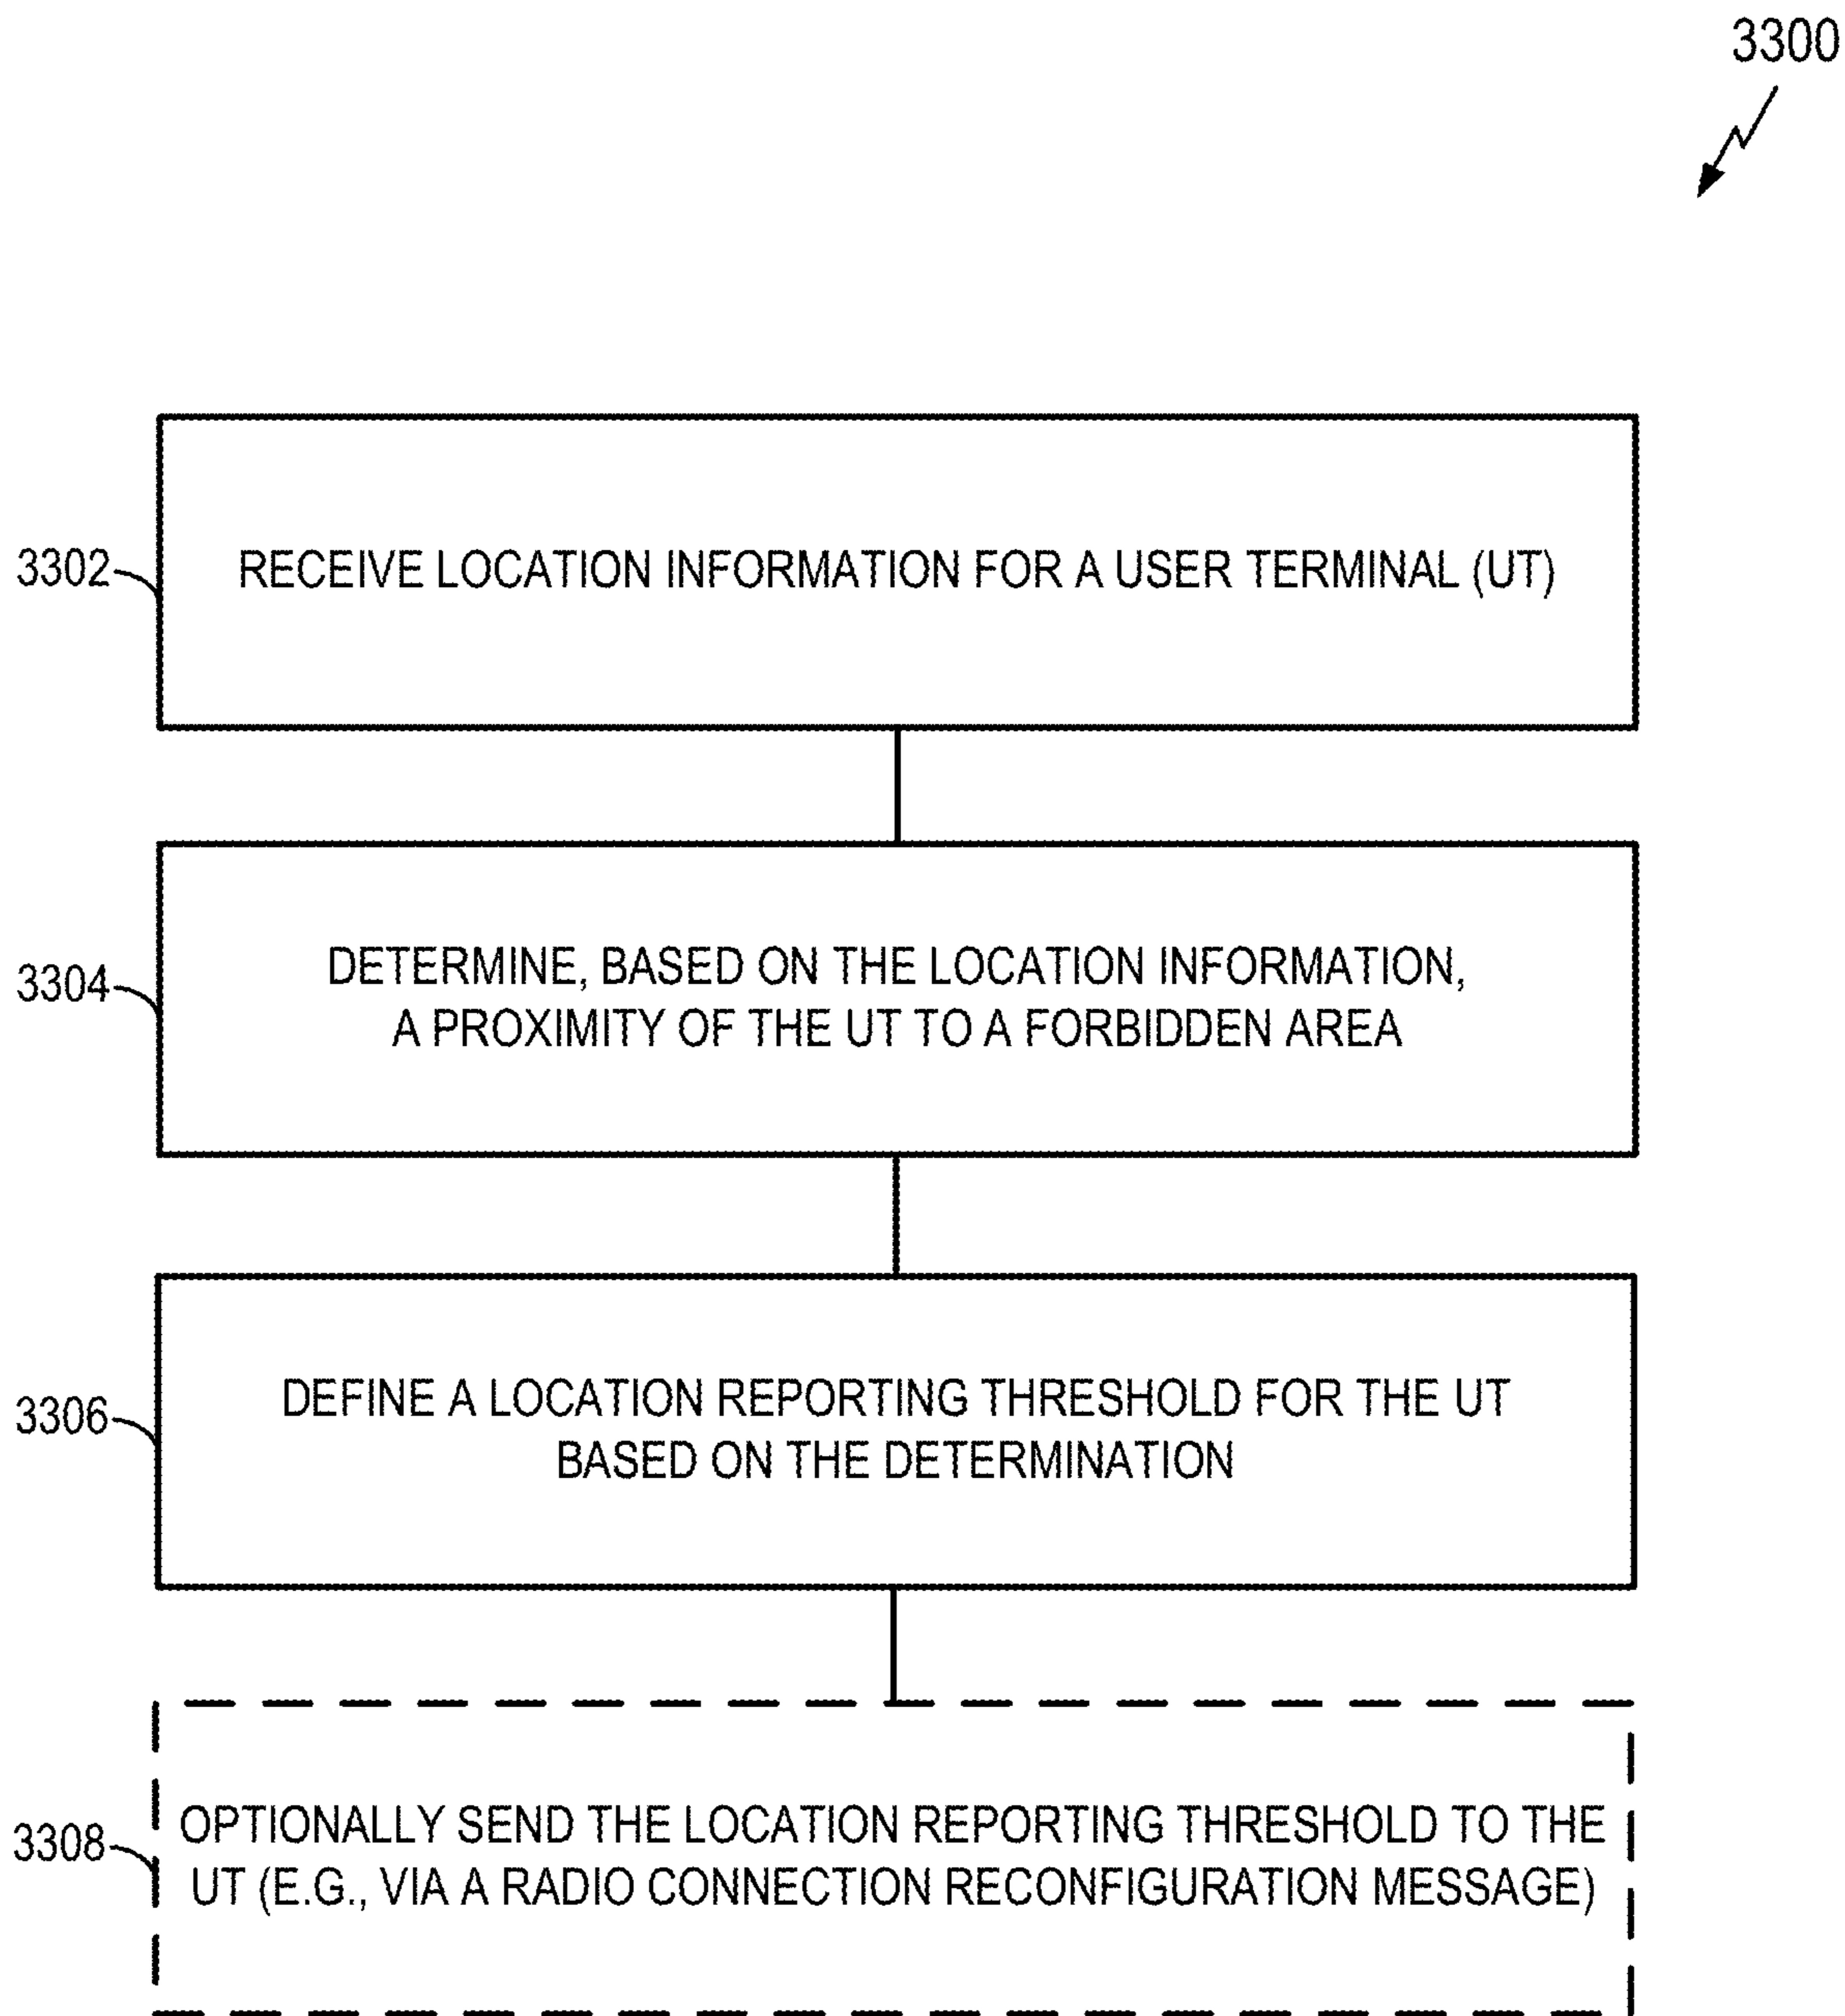 3300
3302
RECEIVE LOCATION INFORMATION FOR A USER TERMINAL (UT)
3304
DETERMINE, BASED ON THE LOCATION INFORMATION,
A PROXIMITY OF THE UT TO A FORBIDDEN AREA
3306
DEFINE A LOCATION REPORTING THRESHOLD FOR THE UT
BASED ON THE DETERMINATION
3308
OPTIONALLY SEND THE LOCATION REPORTING THRESHOLD TO THE
UT (E.G., VIA A RADIO CONNECTION RECONFIGURATION MESSAGE)